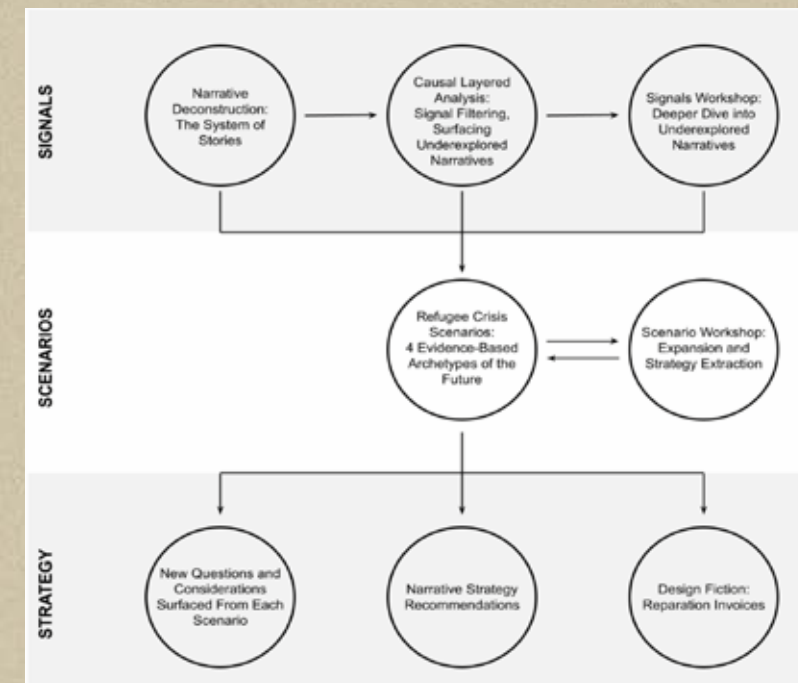 SIGNALS
Narrative
Deconstruction:
The System of
Stories
Causal Layered
Analysis:
Signal Filtering,
Surfacing
Underexplored
Narratives
Signals Workshop:
Deeper Dive into
Underexplored
Narratives
SCENARIOS
Refugee Crisis
Scenarios:
4 Evidence-Based
Archetypes of the
Future
Scenario Workshop:
Expansion and
Strategy Extraction
STRATEGY
New Questions and
Considerations
Surfaced From Each
Scenario
Narrative Strategy
Recommendations
Design Fiction:
Reparation Invoices